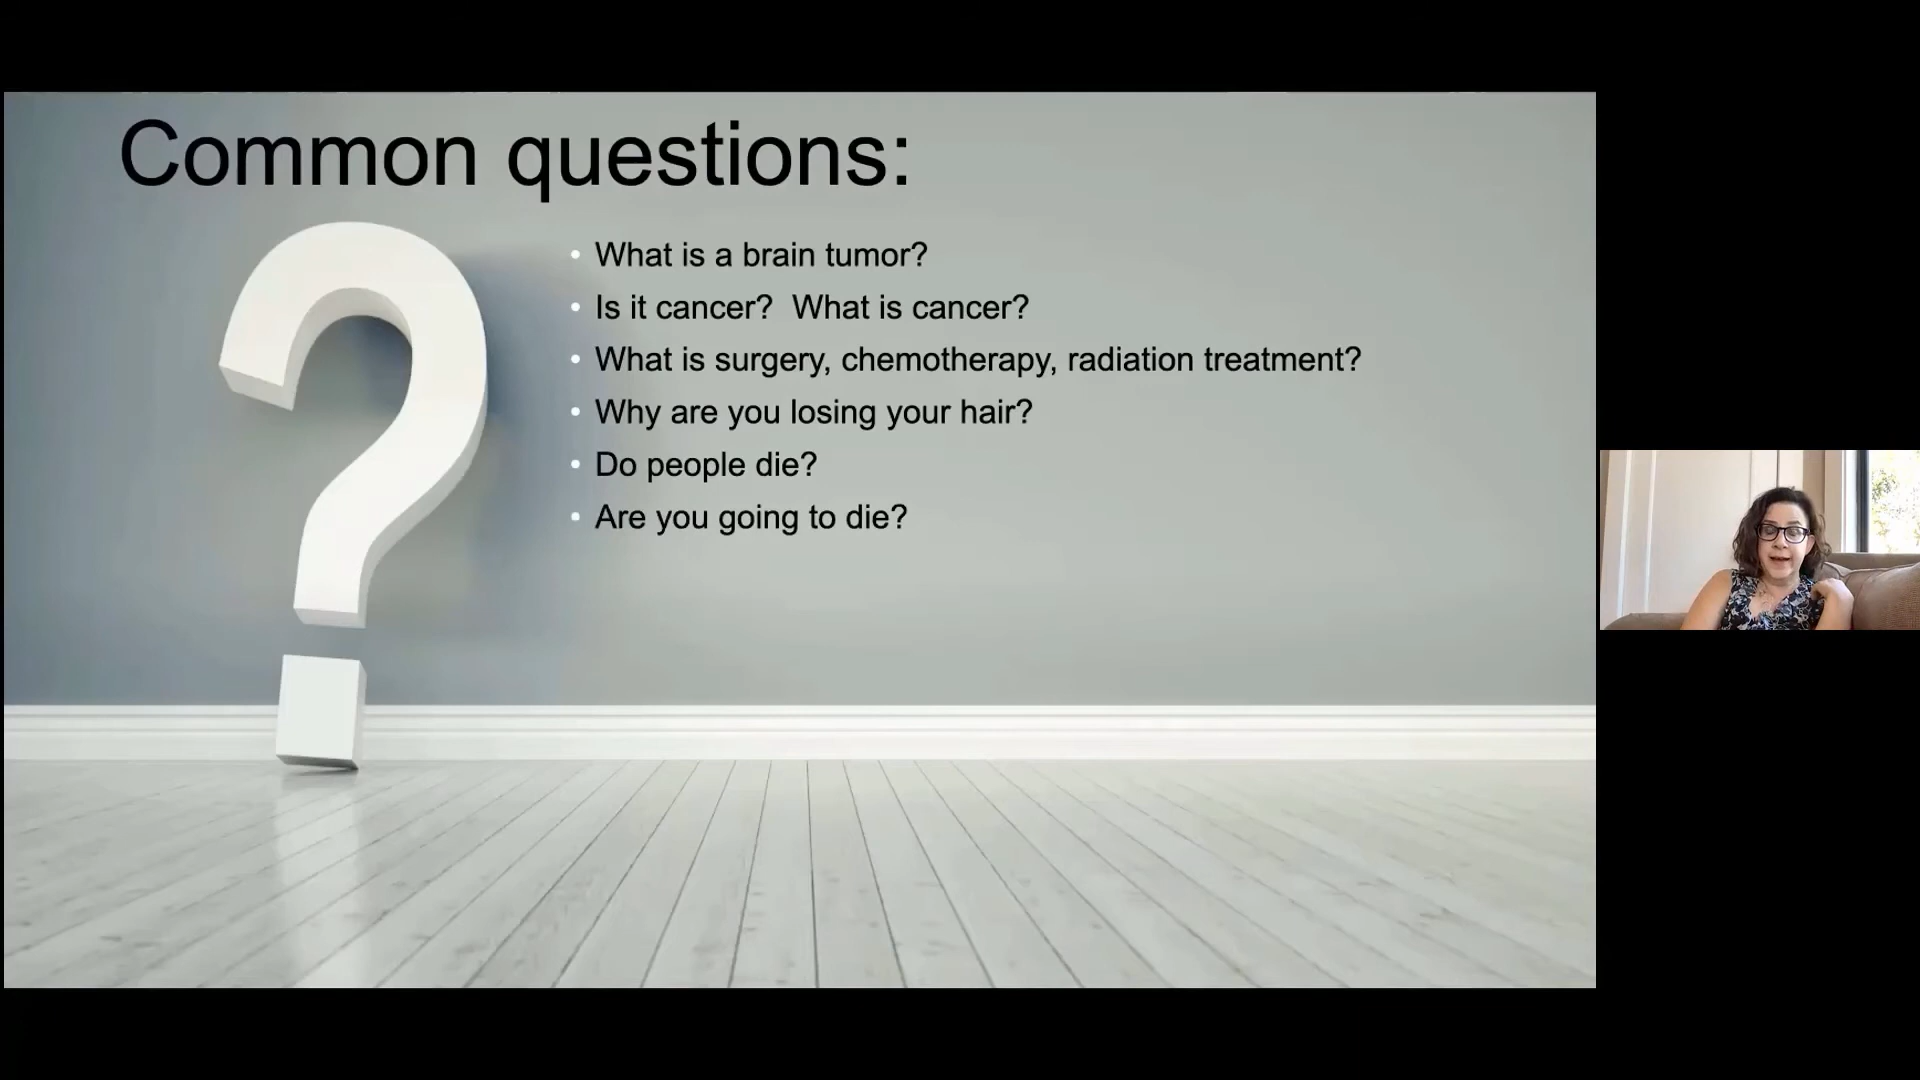 Common questions:
• What is a brain tumor?
• Is it cancer?  What is cancer?
• What is surgery, chemotherapy, radiation treatment?
• Why are you losing your hair?
• Do people die?
• Are you going to die?